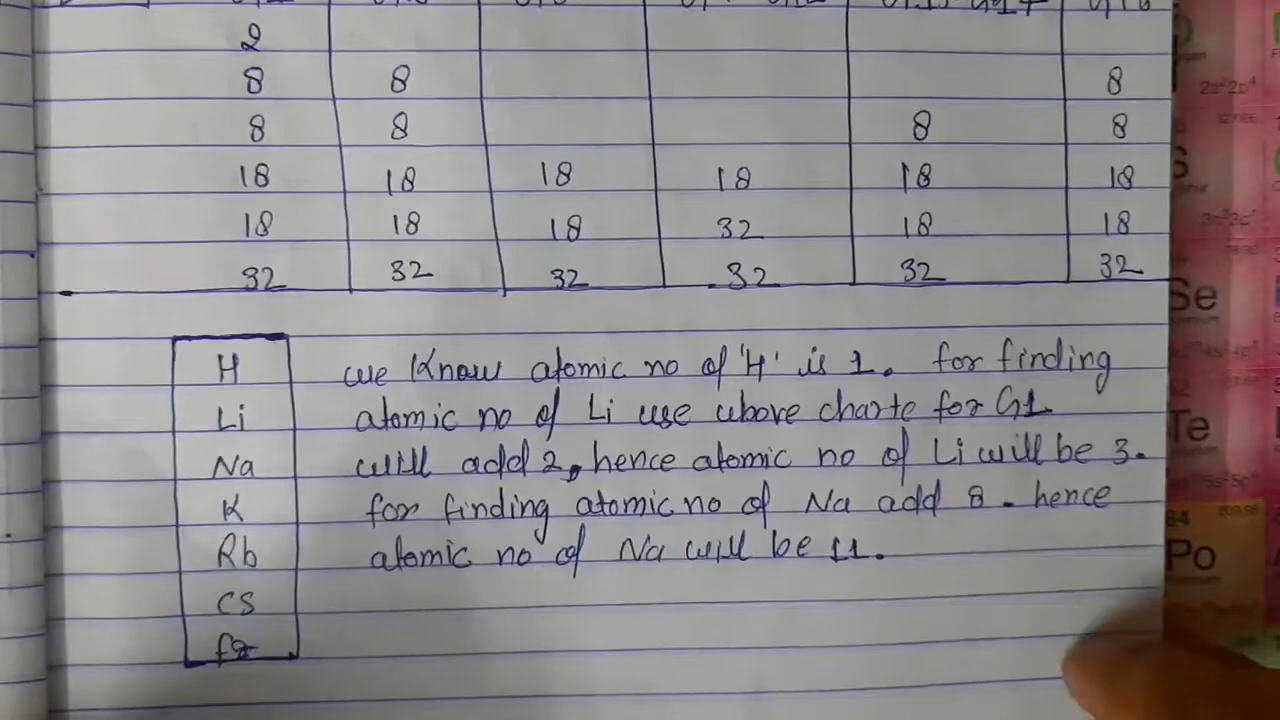 2
8 8 8
8 8 8 8
18 18 18 18 18 18
18 18 18 32 18 18
32 32 32 32 32 32
H we know atomic no of 'H' is 1. for finding
Li atomic no of Li use above charte for G1
Na will add 2, hence atomic no of Li will be 3.
K for finding atomic no of Na add 8. hence
Rb atomic no of Na will be 11.
Cs
fr
S
Se
Te
84
Po